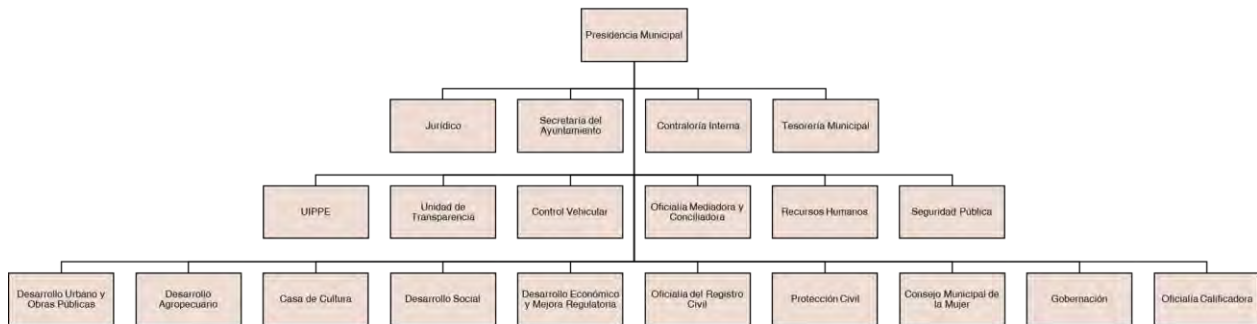 Presidencia Municipal
Jurídico
Secretaría del
Ayuntamiento
Contraloría Interna
Tesorería Municipal
UIPPE
Unidad de
Transparencia
Control Vehicular
Oficialía Mediadora y
Conciliadora
Recursos Humanos
Seguridad Pública
Desarrollo Urbano y
Obras Públicas
Desarrollo
Agropecuario
Casa de Cultura
Desarrollo Social
Desarrollo Económico
y Mejora Regulatoria
Oficialía del Registro
Civil
Protección Civil
Consejo Municipal de
la Mujer
Gobernación
Oficialía Calificadora